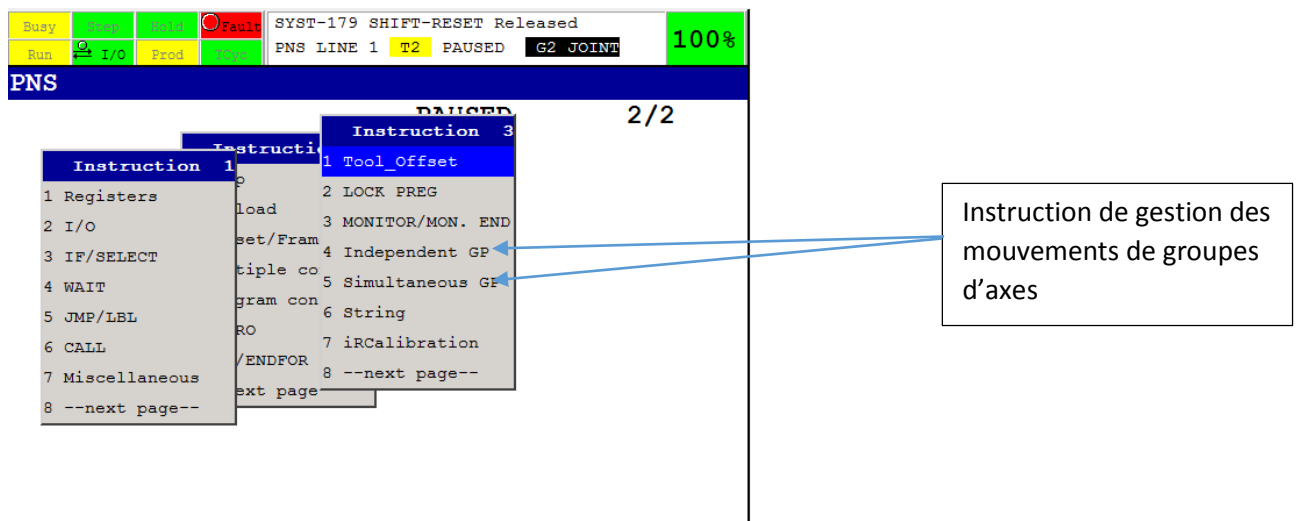 Busy Step Hold Fault SYST-179 SHIFT-RESET Released
Run I/O Prod TCyc PNS LINE 1 T2 PAUSED G2 JOINT 100%
PNS
PAUSED 2/2
Instruction 1
1 Registers
2 I/O
3 IF/SELECT
4 WAIT
5 JMP/LBL
6 CALL
7 Miscellaneous
8 --next page--
Instruction 3
1 Tool_Offset
2 LOCK PREG
3 MONITOR/MON. END
4 Independent GP
5 Simultaneous GP
6 String
7 iRCalibration
8 --next page--
Instruction de gestion des
mouvements de groupes
d'axes